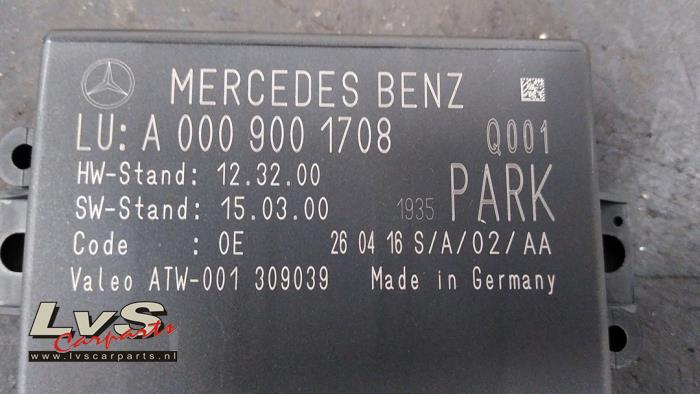 MERCEDES BENZ
LU: A 000 900 1708 Q001
HW-Stand: 12.32.00
SW-Stand: 15.03.00 1935 PARK
Code : 0E 26 04 16 S/A/02/AA
Valeo ATW-001 309039 Made in Germany
LvS
Carparts
www.lvscarparts.nl